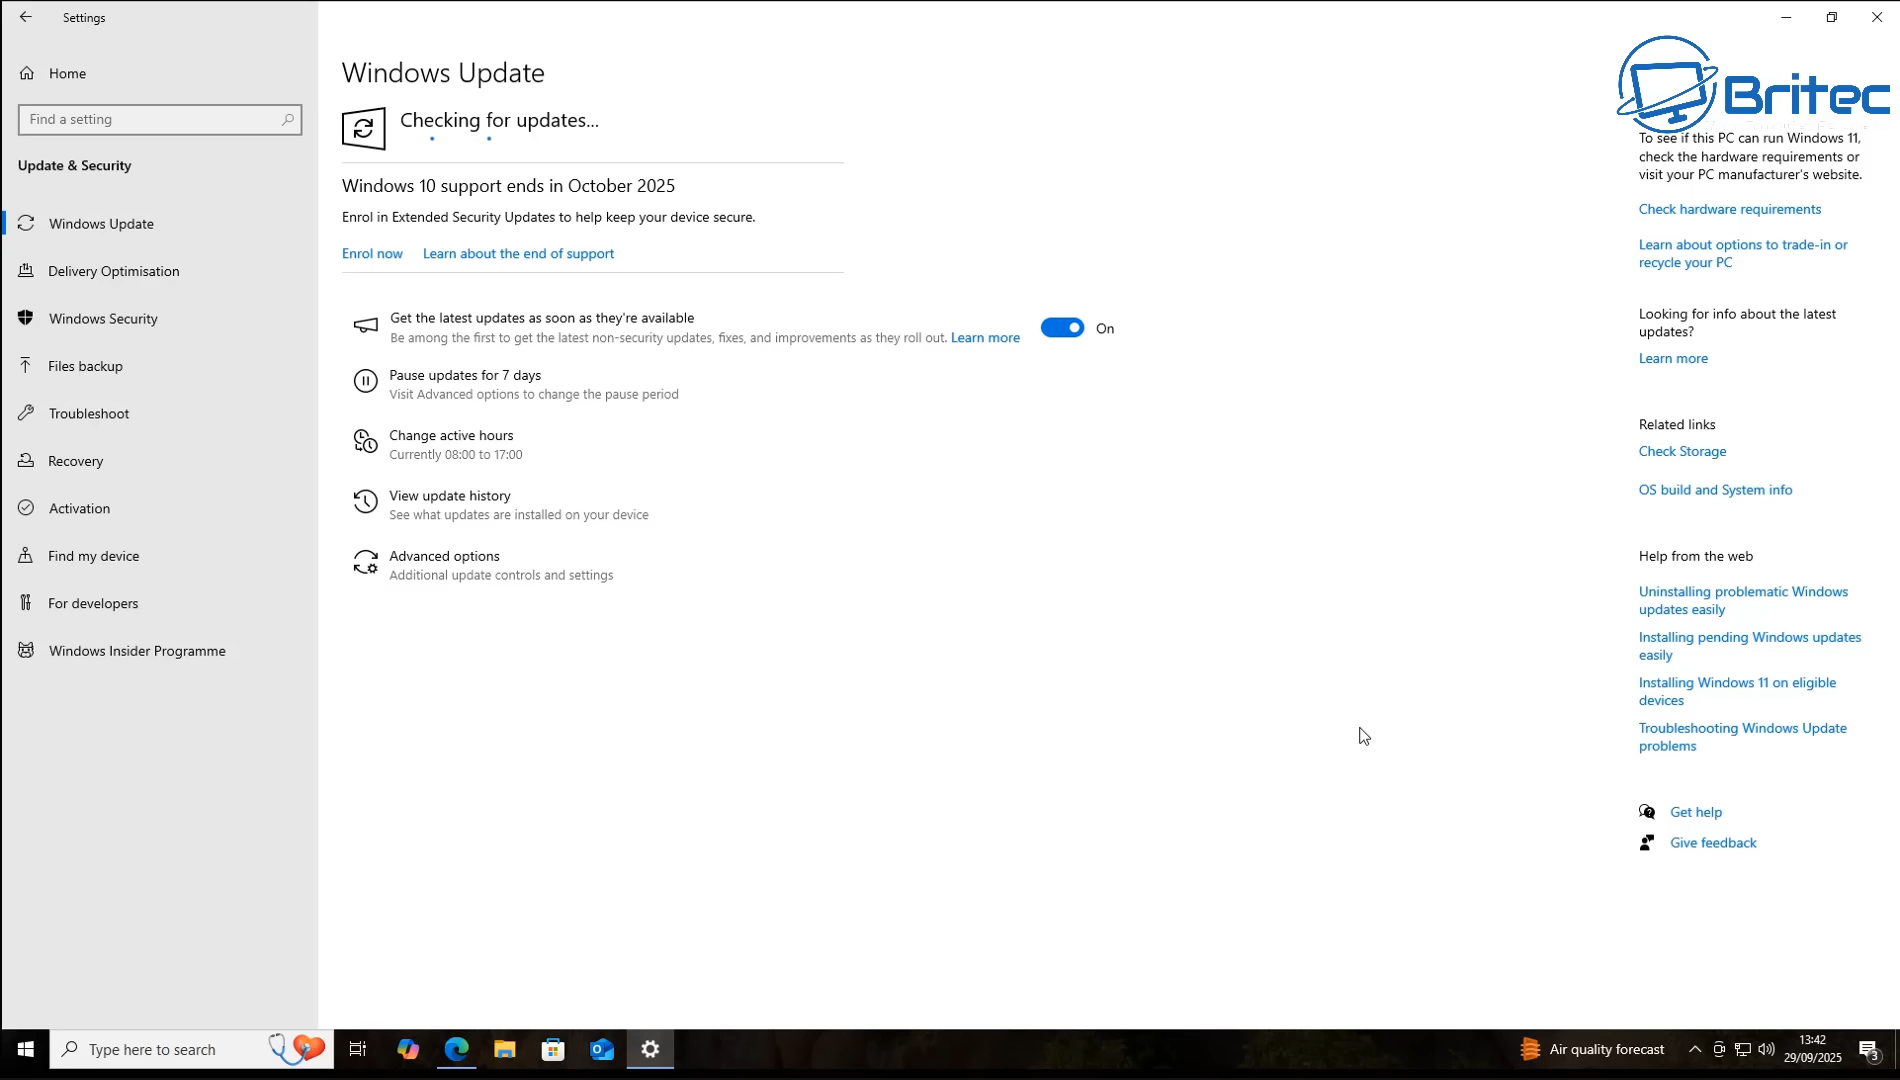 Settings
Home
Find a setting
Update & Security
Windows Update
Delivery Optimisation
Windows Security
Files backup
Troubleshoot
Recovery
Activation
Find my device
For developers
Windows Insider Programme
Windows Update
Checking for updates...
Windows 10 support ends in October 2025
Enrol in Extended Security Updates to help keep your device secure.
Enrol now Learn about the end of support
Get the latest updates as soon as they're available
Be among the first to get the latest non-security updates, fixes, and improvements as they roll out. Learn more
On
Pause updates for 7 days
Visit Advanced options to change the pause period
Change active hours
Currently 08:00 to 17:00
View update history
See what updates are installed on your device
Advanced options
Additional update controls and settings
Britec
To see if this PC can run Windows 11,
check the hardware requirements or
visit your PC manufacturer's website.
Check hardware requirements
Learn about options to trade-in or
recycle your PC
Looking for info about the latest
updates?
Learn more
Related links
Check Storage
OS build and System info
Help from the web
Uninstalling problematic Windows
updates easily
Installing pending Windows updates
easily
Installing Windows 11 on eligible
devices
Troubleshooting Windows Update
problems
Get help
Give feedback
Type here to search
Air quality forecast
13:42
29/09/2025
3